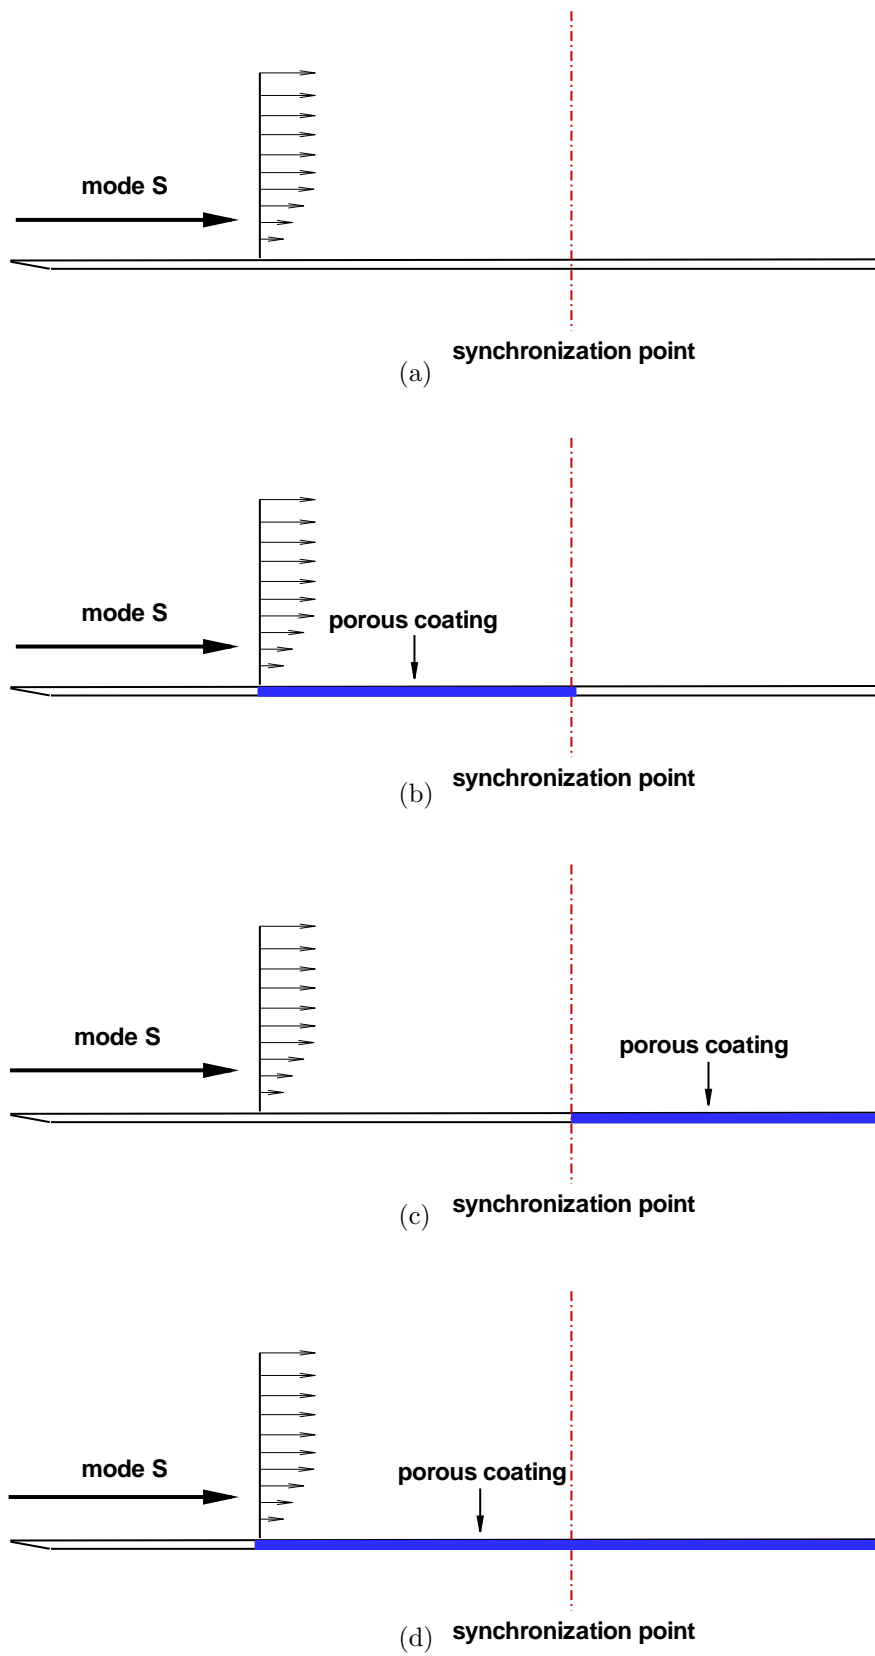 mode S
synchronization point
(a)
mode S
porous coating
synchronization point
(b)
mode S
porous coating
synchronization point
(c)
mode S
porous coating
synchronization point
(d)